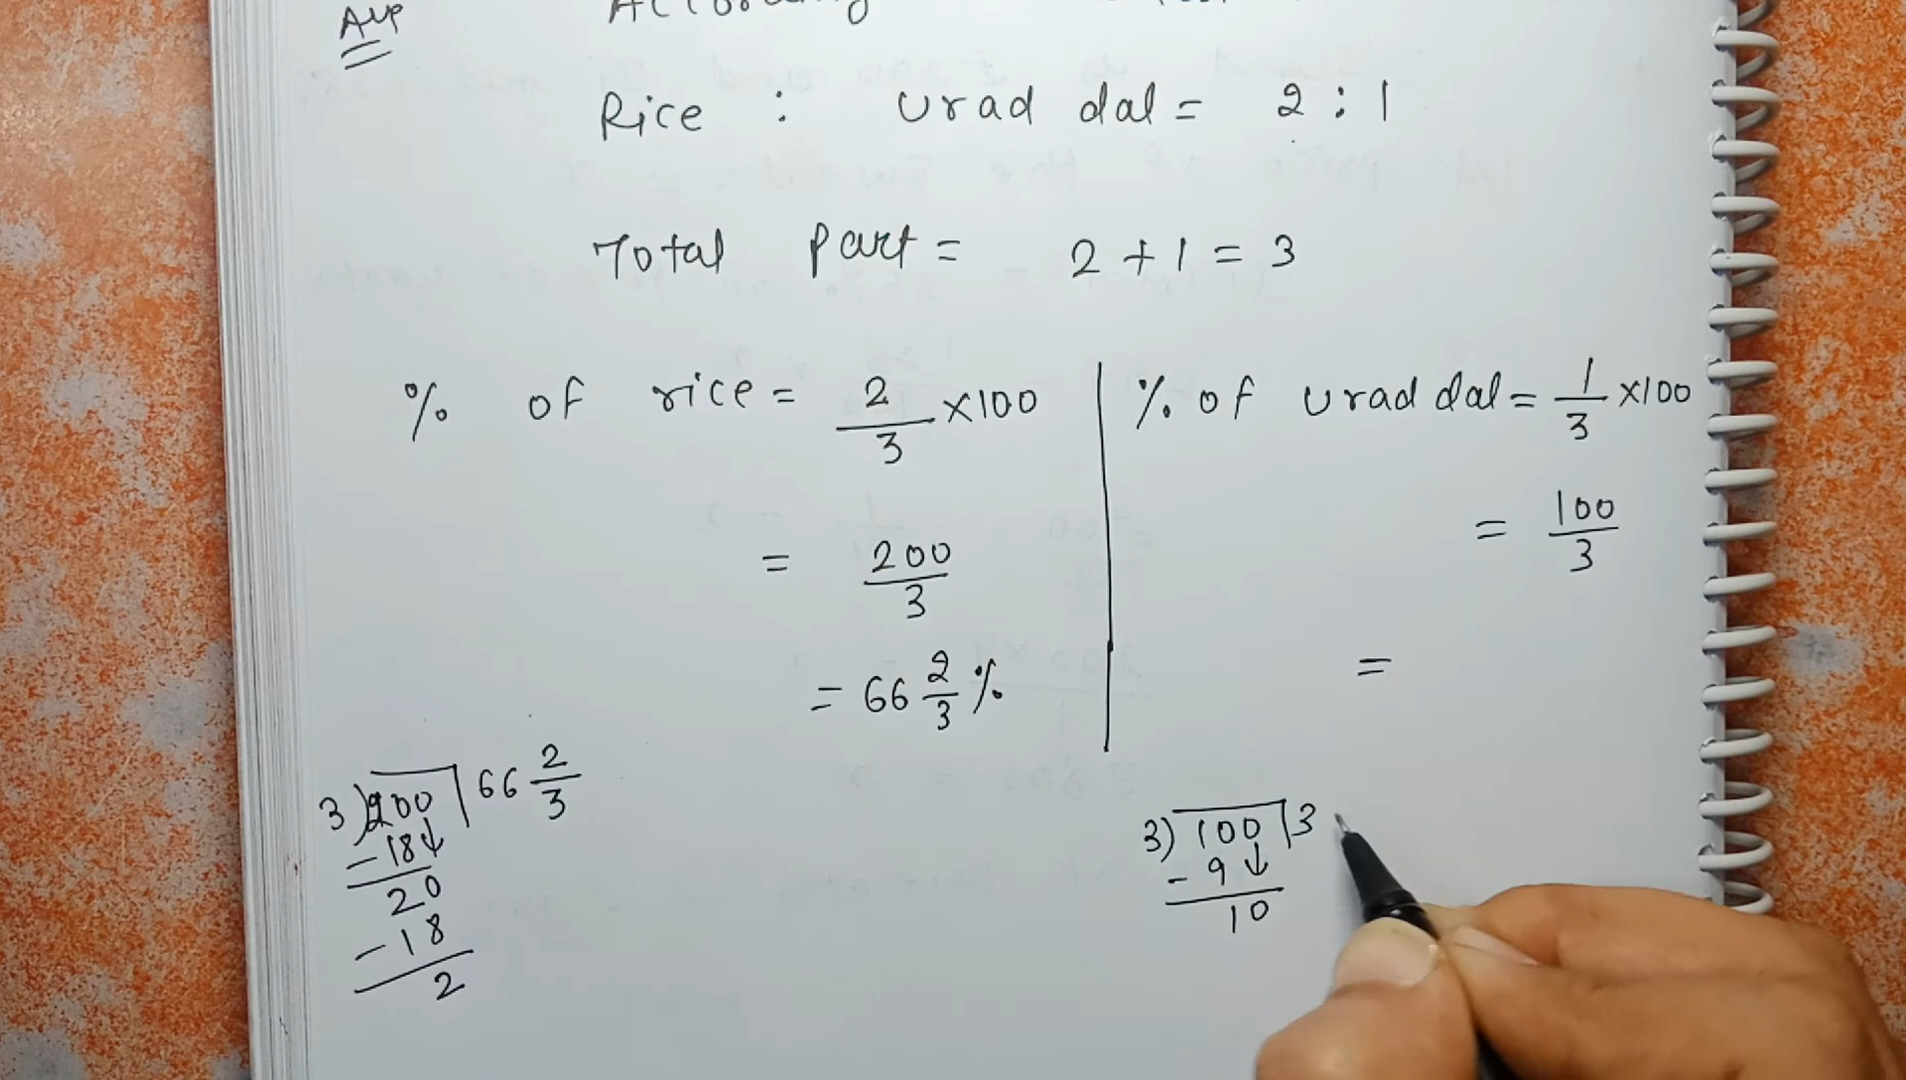 Ans
Rice : Urad dal = 2 : 1
Total Part = 2 + 1 = 3
% of rice = 2/3 ×100
= 200/3
= 66 2/3 %
% of urad dal = 1/3 ×100
= 100/3
=
3)200|66 2/3
-18↓
20
-18
2
3)100|3
-9↓
10